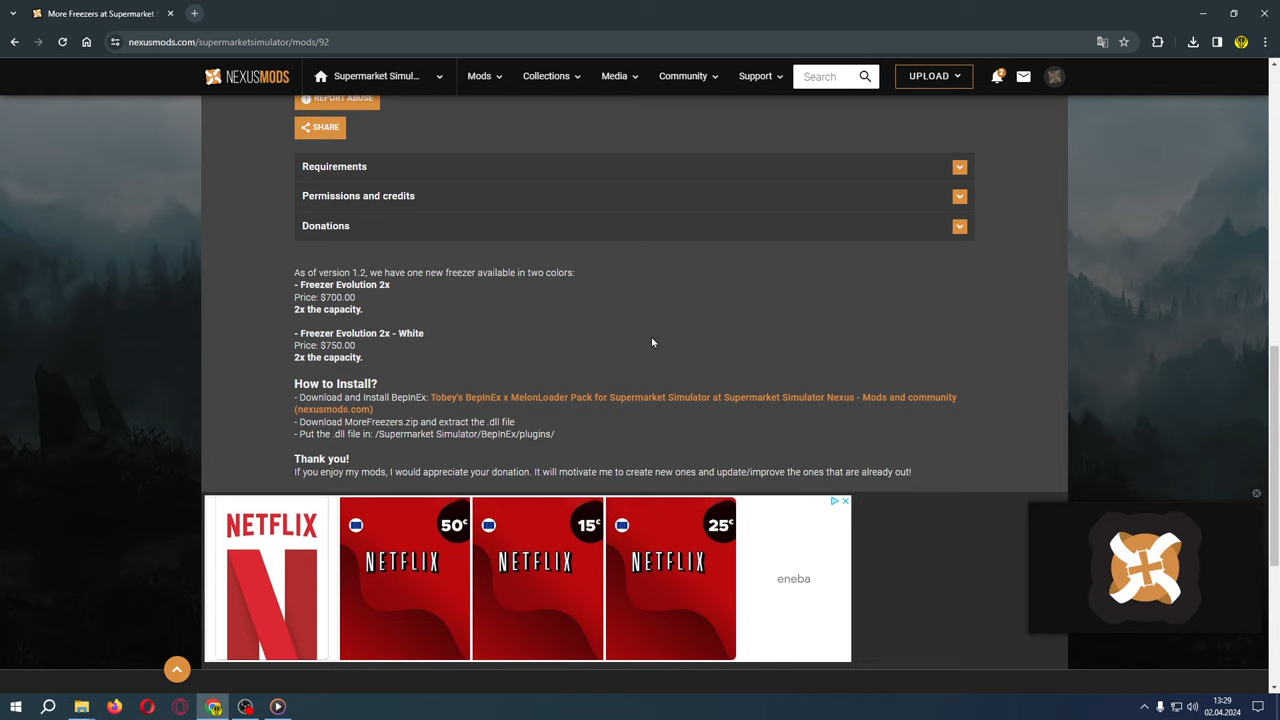 More Freezers at Supermarket S
nexusmods.com/supermarketsimulator/mods/92
NEXUSMODS
Supermarket Simul...
Mods
Collections
Media
Community
Support
Search
UPLOAD
2
REPORT ABUSE
SHARE
Requirements
Permissions and credits
Donations
As of version 1.2, we have one new freezer available in two colors:
- Freezer Evolution 2x
Price: $700.00
2x the capacity.
- Freezer Evolution 2x - White
Price: $750.00
2x the capacity.
How to Install?
- Download and Install BepInEx: Tobey's BepInEx x MelonLoader Pack for Supermarket Simulator at Supermarket Simulator Nexus - Mods and community
(nexusmods.com)
- Download MoreFreezers.zip and extract the .dll file
- Put the .dll file in: /Supermarket Simulator/BepInEx/plugins/
Thank you!
If you enjoy my mods, I would appreciate your donation. It will motivate me to create new ones and update/improve the ones that are already out!
NETFLIX
50€
NETFLIX
15€
NETFLIX
25€
NETFLIX
eneba
13:29
02.04.2024